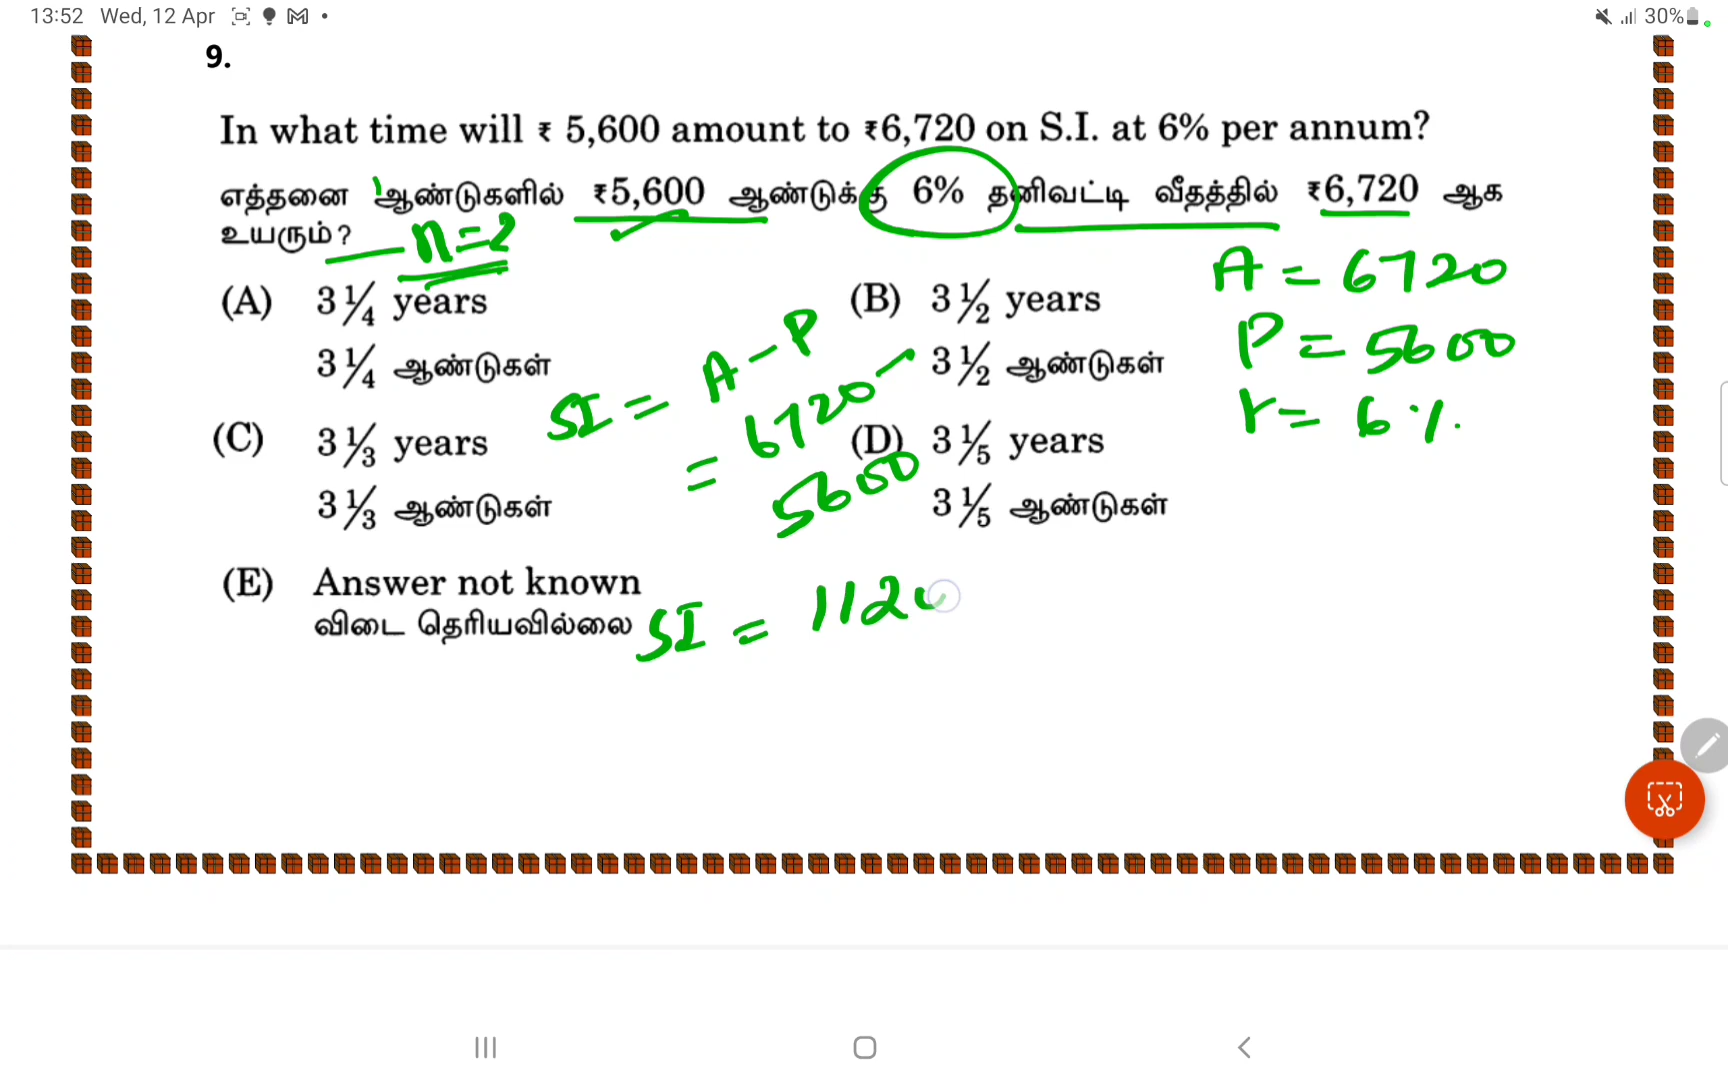 13:52 Wed, 12 Apr
30%
9.
In what time will ₹ 5,600 amount to ₹6,720 on S.I. at 6% per annum?
எத்தனை ஆண்டுகளில் ₹5,600 ஆண்டுக்கு 6% தனிவட்டி வீதத்தில் ₹6,720 ஆக
உயரும்?
n=?
(A) 3 1/4 years
3 1/4 ஆண்டுகள்
(B) 3 1/2 years
3 1/2 ஆண்டுகள்
(C) 3 1/3 years
3 1/3 ஆண்டுகள்
(D) 3 1/5 years
3 1/5 ஆண்டுகள்
(E) Answer not known
விடை தெரியவில்லை
A = 6720
P = 5600
r = 6%.
SI = A-P
= 6720 -
5600
SI = 112